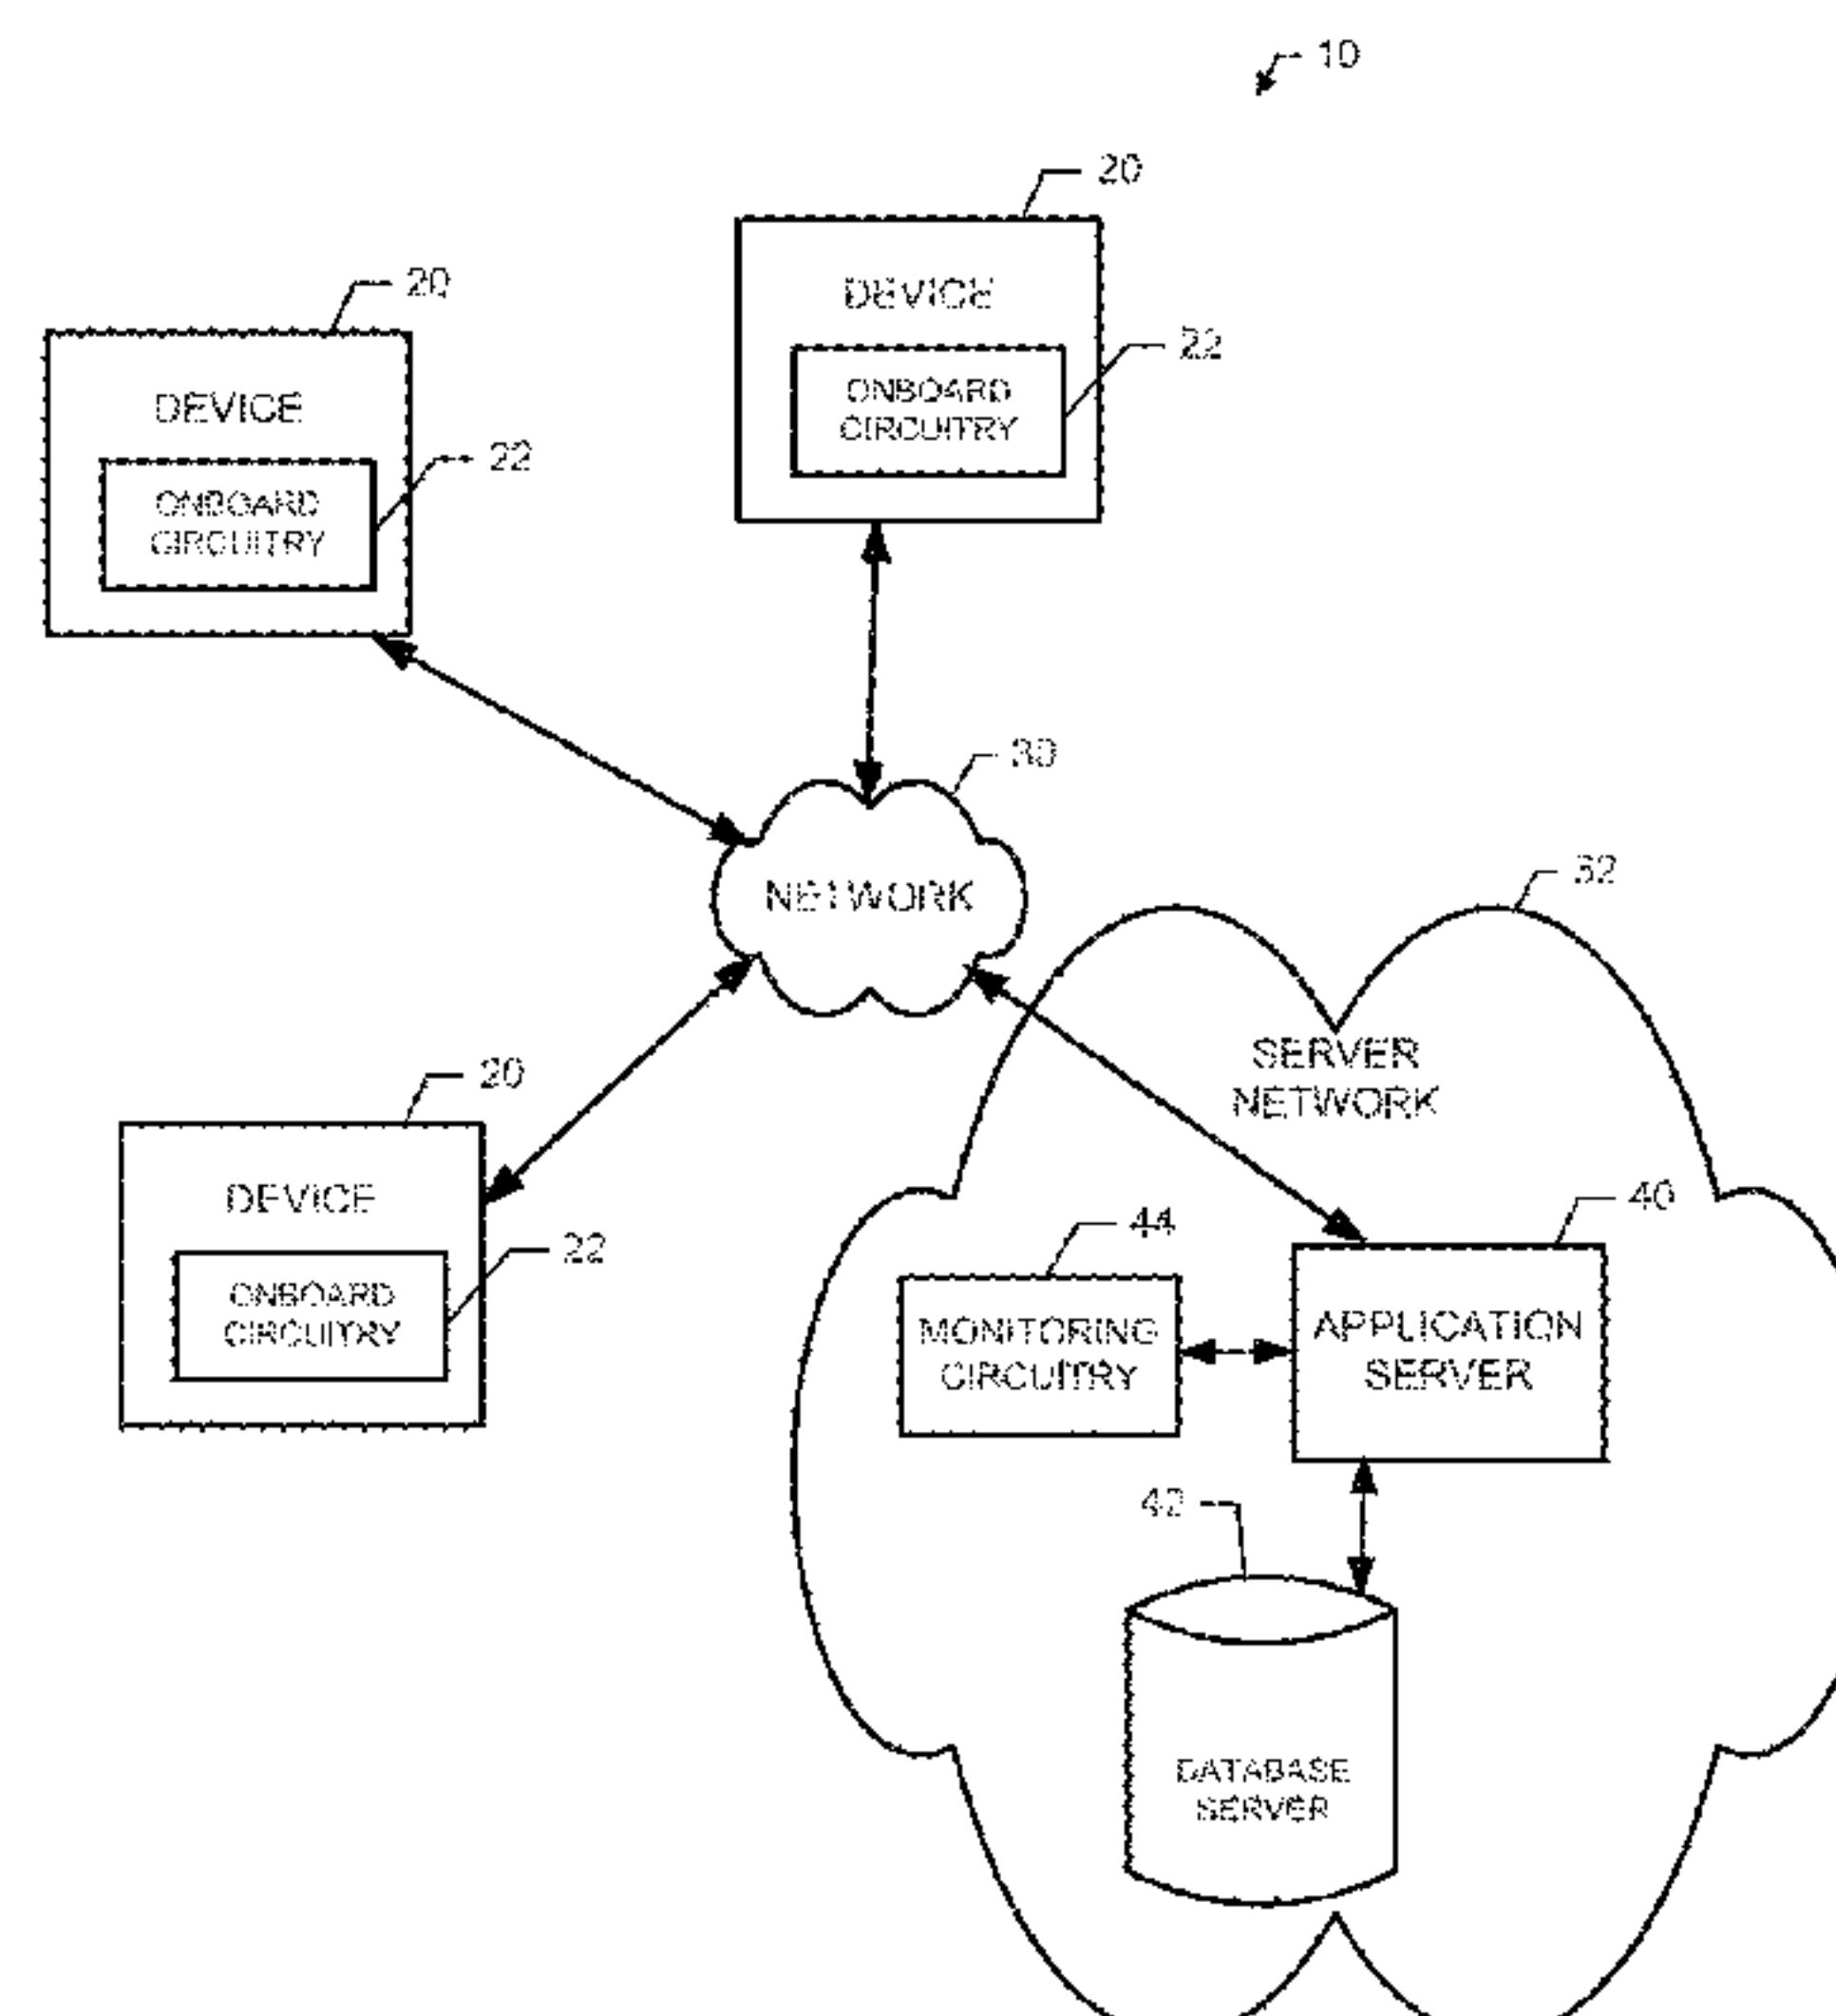 10
20
DEVICE
22
ONBOARD
CIRCUITRY
20
DEVICE
22
ONBOARD
CIRCUITRY
30
NETWORK
32
SERVER
NETWORK
20
DEVICE
22
ONBOARD
CIRCUITRY
44
MONITORING
CIRCUITRY
40
APPLICATION
SERVER
42
DATABASE
SERVER